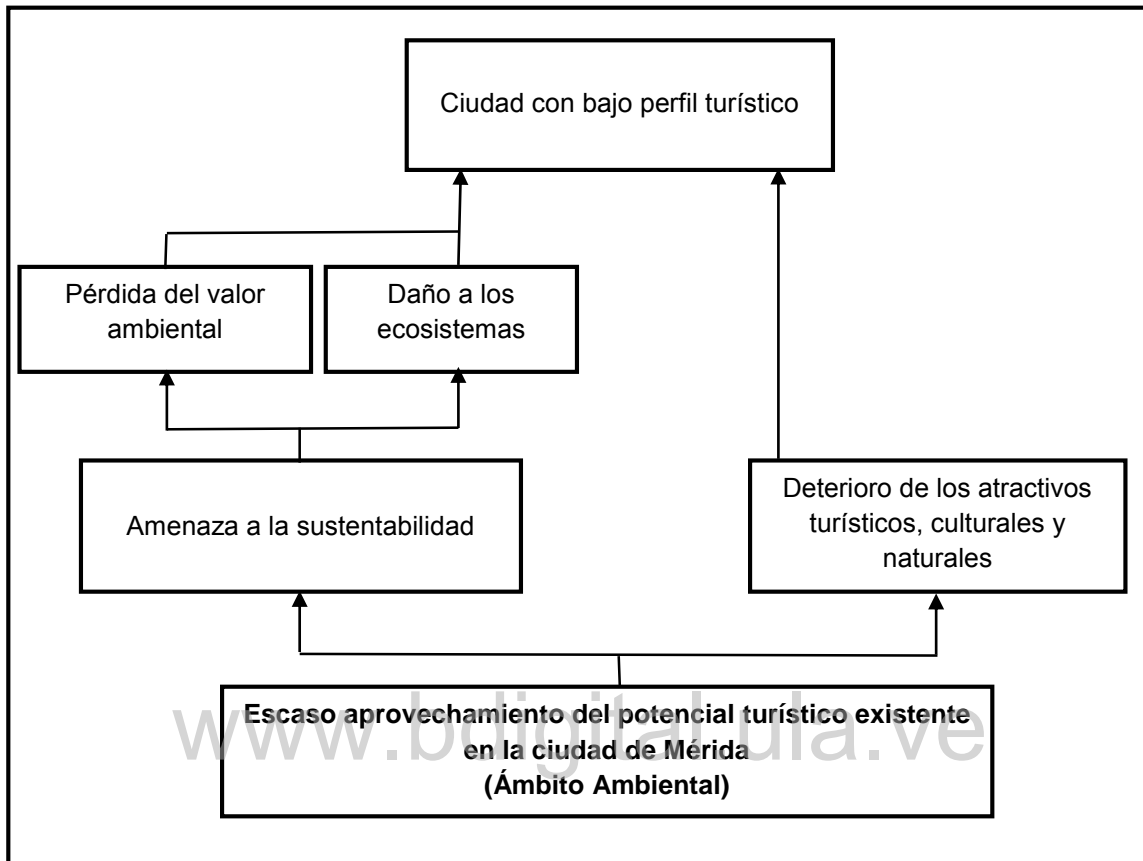 Ciudad con bajo perfil turístico
Pérdida del valor
ambiental
Daño a los
ecosistemas
Amenaza a la sustentabilidad
Deterioro de los atractivos
turísticos, culturales y
naturales
Escaso aprovechamiento del potencial turístico existente
en la ciudad de Mérida
(Ámbito Ambiental)
www.bdigital.ula.ve